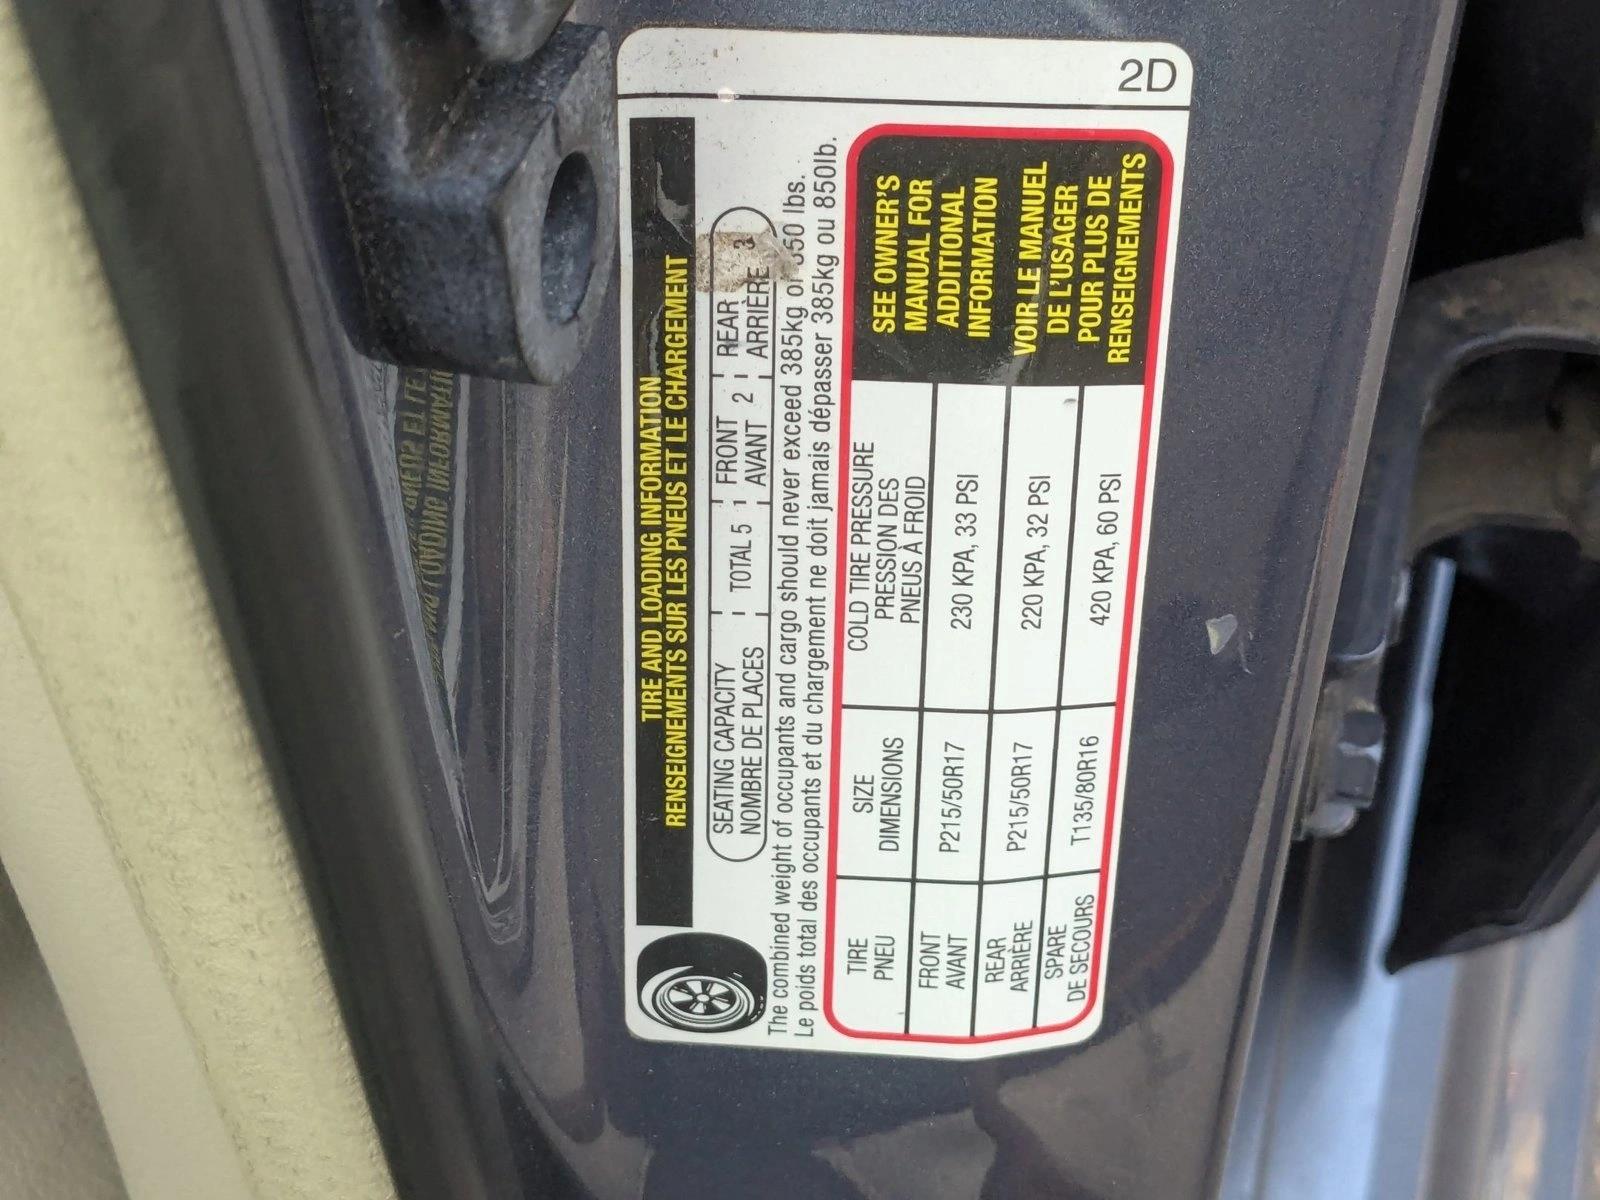 2D
TIRE AND LOADING INFORMATION
RENSEIGNEMENTS SUR LES PNEUS ET LE CHARGEMENT
SEATING CAPACITY TOTAL 5 FRONT 2 REAR 3
NOMBRE DE PLACES AVANT ARRIÈRE
The combined weight of occupants and cargo should never exceed 385kg or 850 lbs.
Le poids total des occupants et du chargement ne doit jamais dépasser 385kg ou 850lb.
TIRE SIZE COLD TIRE PRESSURE
PNEU DIMENSIONS PRESSION DES
PNEUS À FROID
FRONT P215/50R17 230 KPA, 33 PSI
AVANT
REAR P215/50R17 220 KPA, 32 PSI
ARRIÈRE
SPARE T135/80R16 420 KPA, 60 PSI
DE SECOURS
SEE OWNER'S
MANUAL FOR
ADDITIONAL
INFORMATION
VOIR LE MANUEL
DE L'USAGER
POUR PLUS DE
RENSEIGNEMENTS